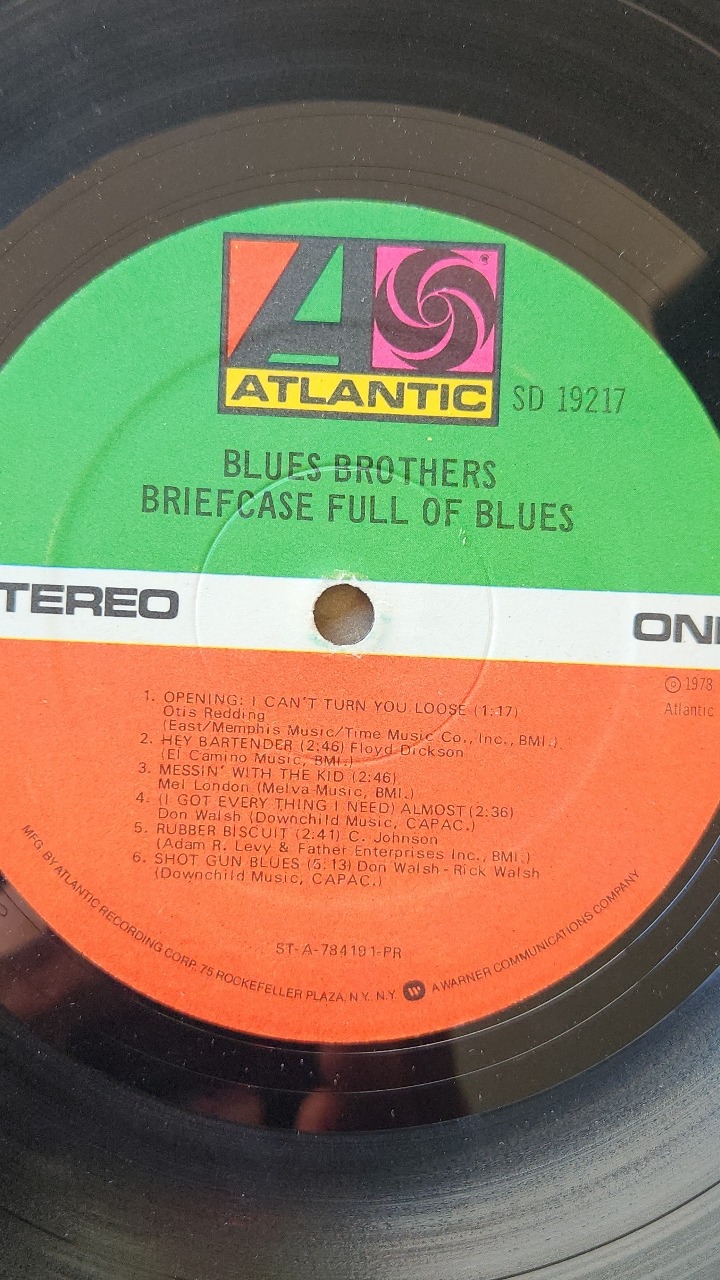 ATLANTIC
SD 19217
BLUES BROTHERS
BRIEFCASE FULL OF BLUES
TEREO
ON
℗ 1978
Atlantic
1. OPENING: I CAN'T TURN YOU LOOSE (1:17)
Otis Redding
(East/Memphis Music/Time Music Co., Inc., BMI.)
2. HEY BARTENDER (2:46) Floyd Dickson
(El Camino Music, BMI.)
3. MESSIN' WITH THE KID (2:46)
Mel London (Melva Music, BMI.)
4. (I GOT EVERY THING I NEED) ALMOST (2:36)
Don Walsh (Downchild Music, CAPAC.)
5. RUBBER BISCUIT (2:41) C. Johnson
(Adam R. Levy & Father Enterprises Inc., BMI.)
6. SHOT GUN BLUES (5:13) Don Walsh - Rick Walsh
(Downchild Music, CAPAC.)
ST-A-784191-PR
MFG. BY ATLANTIC RECORDING CORP. 75 ROCKEFELLER PLAZA, N.Y. N.Y. A WARNER COMMUNICATIONS COMPANY